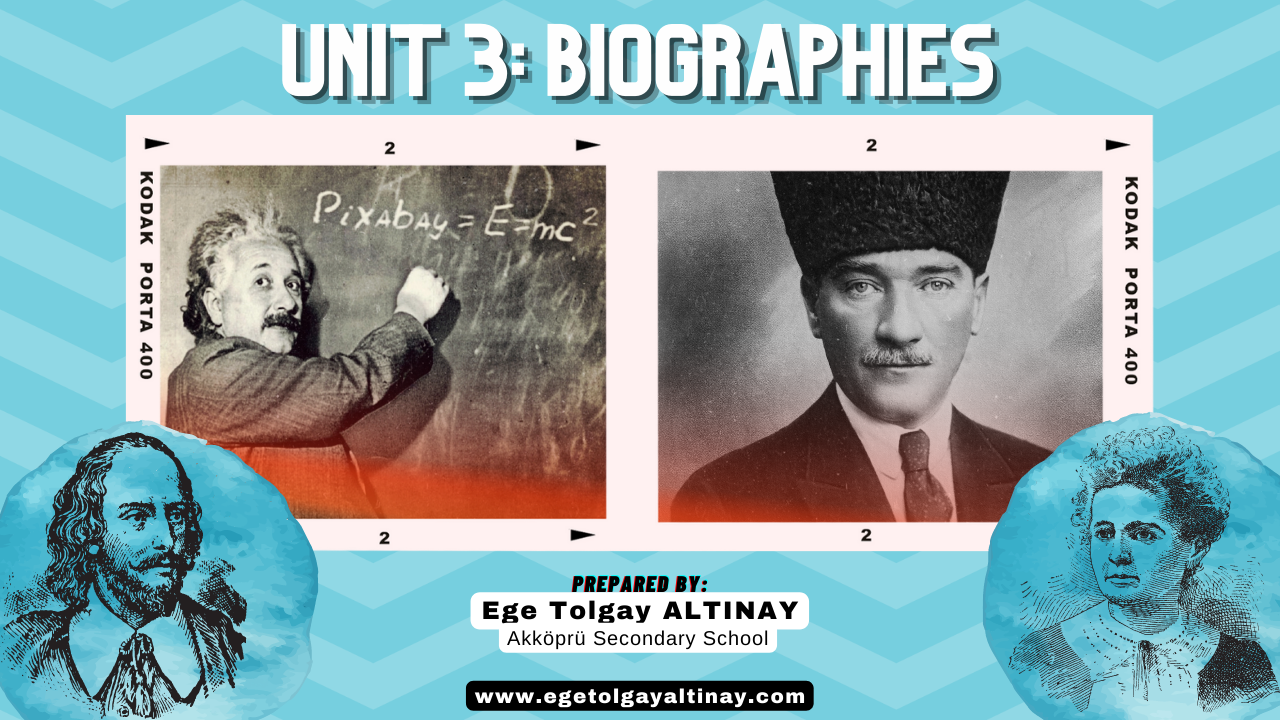 UNIT 3: BIOGRAPHIES
2
2
KODAK PORTA 400
PiXABAY = E=mc²
KODAK PORTA 400
2
2
PREPARED BY:
Ege Tolgay ALTINAY
Akköprü Secondary School
www.egetolgayaltinay.com